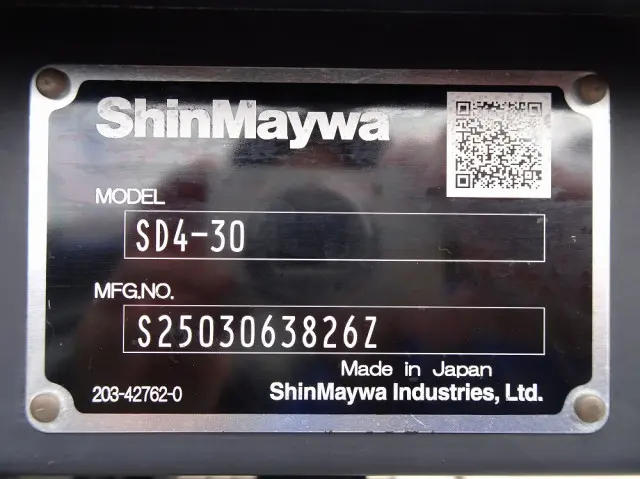 ShinMaywa
MODEL
SD4-30
MFG.NO.
S2503063826Z
Made in Japan
203-42762-0
ShinMaywa Industries, Ltd.